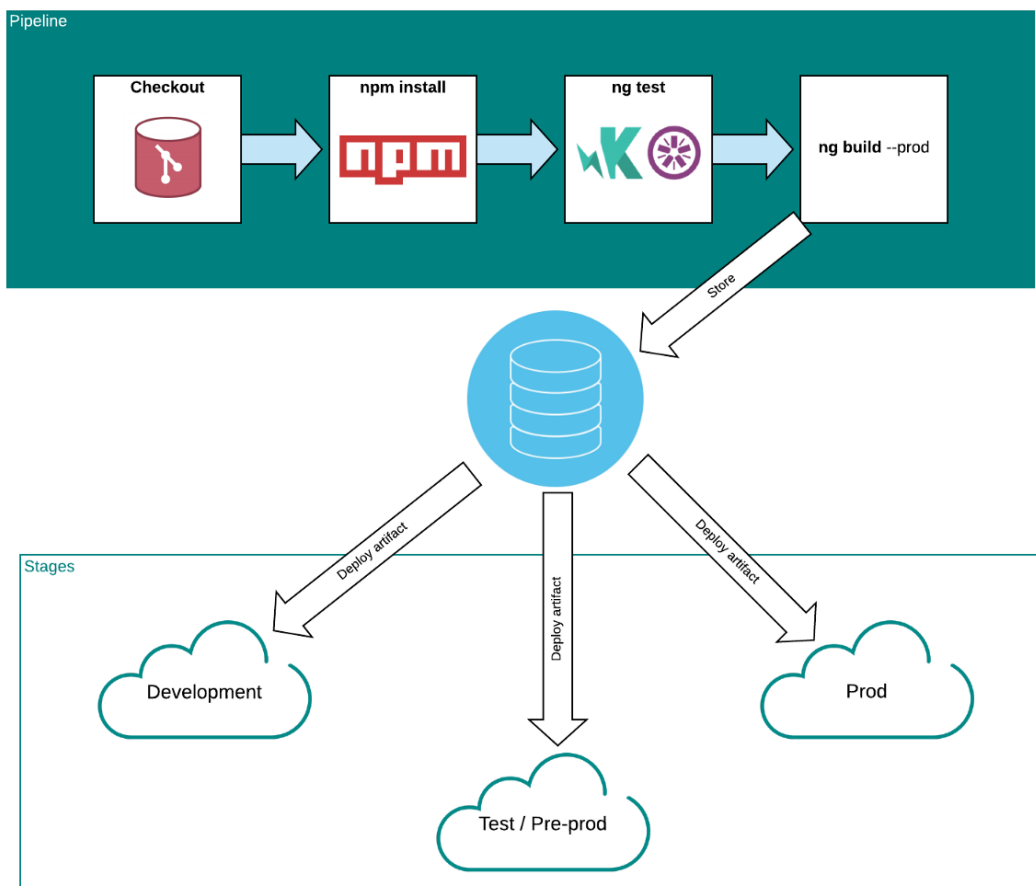 Pipeline
Checkout
npm install
ng test
npm
K
ng build --prod
Store
Deploy artifact
Deploy artifact
Deploy artifact
Stages
Development
Prod
Test / Pre-prod